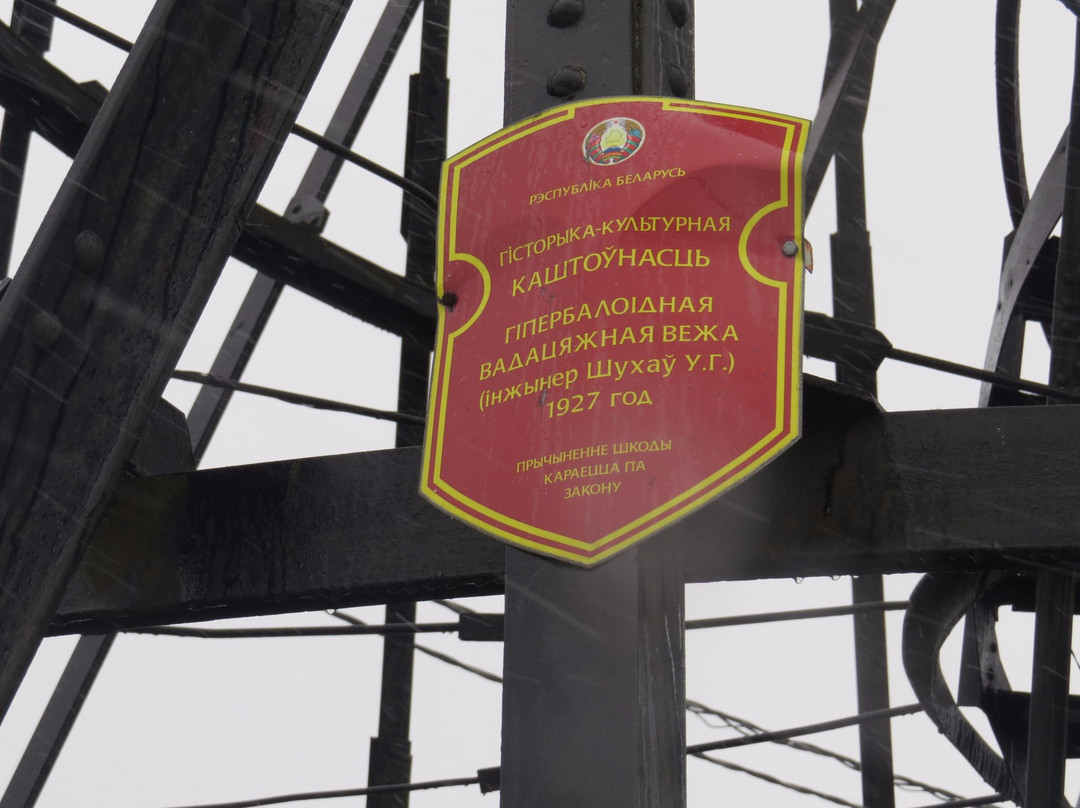 РЭСПУБЛІКА БЕЛАРУСЬ
ГІСТОРЫКА-КУЛЬТУРНАЯ
КАШТОЎНАСЦЬ
ГІПЕРБАЛОІДНАЯ
ВАДАЦЯЖНАЯ ВЕЖА
(інжынер Шухаў У.Г.)
1927 год
ПРЫЧЫНЕННЕ ШКОДЫ
КАРАЕЦЦА ПА
ЗАКОНУ